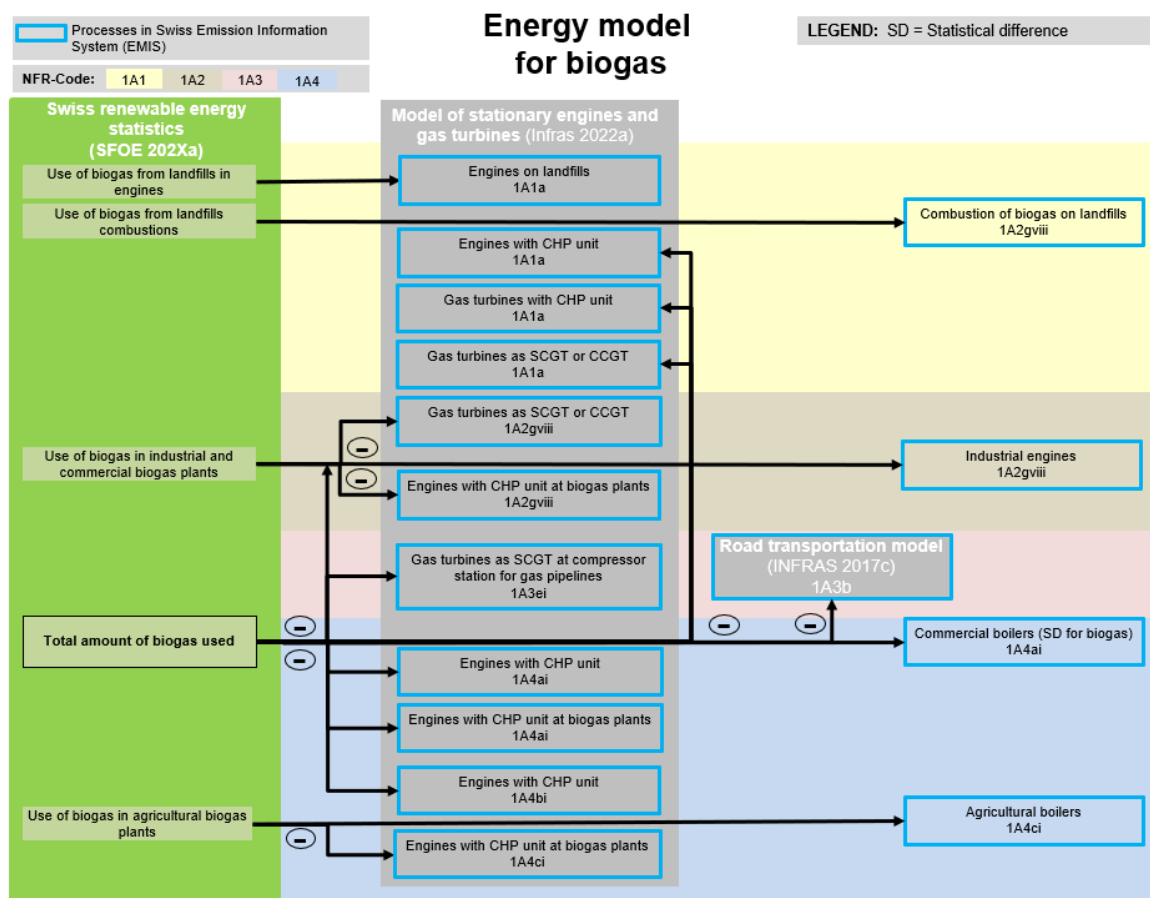 Processes in Swiss Emission Information
System (EMIS)
Energy model
for biogas
LEGEND: SD = Statistical difference
NFR-Code: 1A1 1A2 1A3 1A4
Swiss renewable energy
statistics
(SFOE 202Xa)
Model of stationary engines and
gas turbines (Infras 2022a)
Use of biogas from landfills in
engines
Engines on landfills
1A1a
Use of biogas from landfills
combustions
Combustion of biogas on landfills
1A2gviii
Engines with CHP unit
1A1a
Gas turbines with CHP unit
1A1a
Gas turbines as SCGT or CCGT
1A1a
Gas turbines as SCGT or CCGT
1A2gviii
-
Use of biogas in industrial and
commercial biogas plants
Industrial engines
1A2gviii
-
Engines with CHP unit at biogas plants
1A2gviii
Gas turbines as SCGT at compressor
station for gas pipelines
1A3ei
Road transportation model
(INFRAS 2017c)
1A3b
- - -
Total amount of biogas used
Commercial boilers (SD for biogas)
1A4ai
-
Engines with CHP unit
1A4ai
Engines with CHP unit at biogas plants
1A4ai
Engines with CHP unit
1A4bi
Use of biogas in agricultural biogas
plants
Agricultural boilers
1A4ci
-
Engines with CHP unit at biogas plants
1A4ci